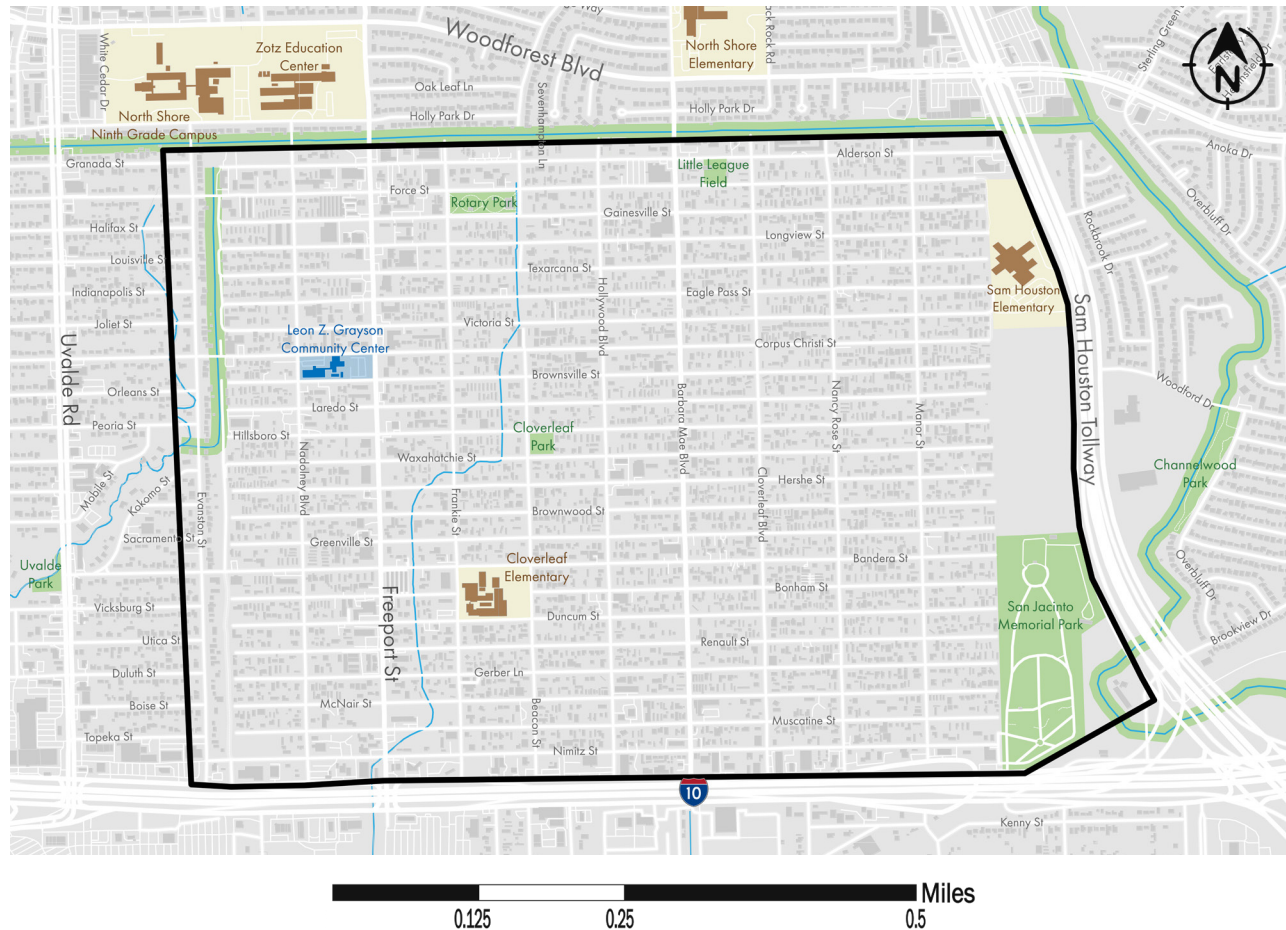 White Cedar Dr
Zotz Education
Center
Woodforest Blvd
North Shore
Elementary
Sterling Green
N
Oak Leaf Ln
Sevenhampton Ln
North Shore
Ninth Grade Campus
Holly Park Dr
Holly Park Dr
Granada St
Alderson St
Anoka Dr
Little League
Field
Force St
Rotary Park
Overbluff Dr
Gainesville St
Halifax St
Longview St
Rockbrook Dr
Louisville St
Texarcana St
Indianapolis St
Hollywood Blvd
Eagle Pass St
Sam Houston
Elementary
Joliet St
Victoria St
Leon Z. Grayson
Community Center
Corpus Christi St
Sam Houston Tollway
Uvalde Rd
Brownsville St
Orleans St
Woodford Dr
Laredo St
Barbara Mae Blvd
Nancy Rose St
Manor St
Peoria St
Hillsboro St
Cloverleaf
Park
Nadolney Blvd
Waxahatchie St
Channelwood
Park
Mobile St
Kokomo St
Cloverleaf Blvd
Hershe St
Evanston St
Frankie St
Brownwood St
Sacramento St
Greenville St
Uvalde
Park
Cloverleaf
Elementary
Bandera St
Overbluff Dr
Freeport St
Bonham St
Vicksburg St
San Jacinto
Memorial Park
Duncum St
Brookview Dr
Utica St
Renault St
Duluth St
Gerber Ln
Boise St
McNair St
Beacon St
Muscatine St
Topeka St
Nimitz St
10
Kenny St
Miles
0.125
0.25
0.5